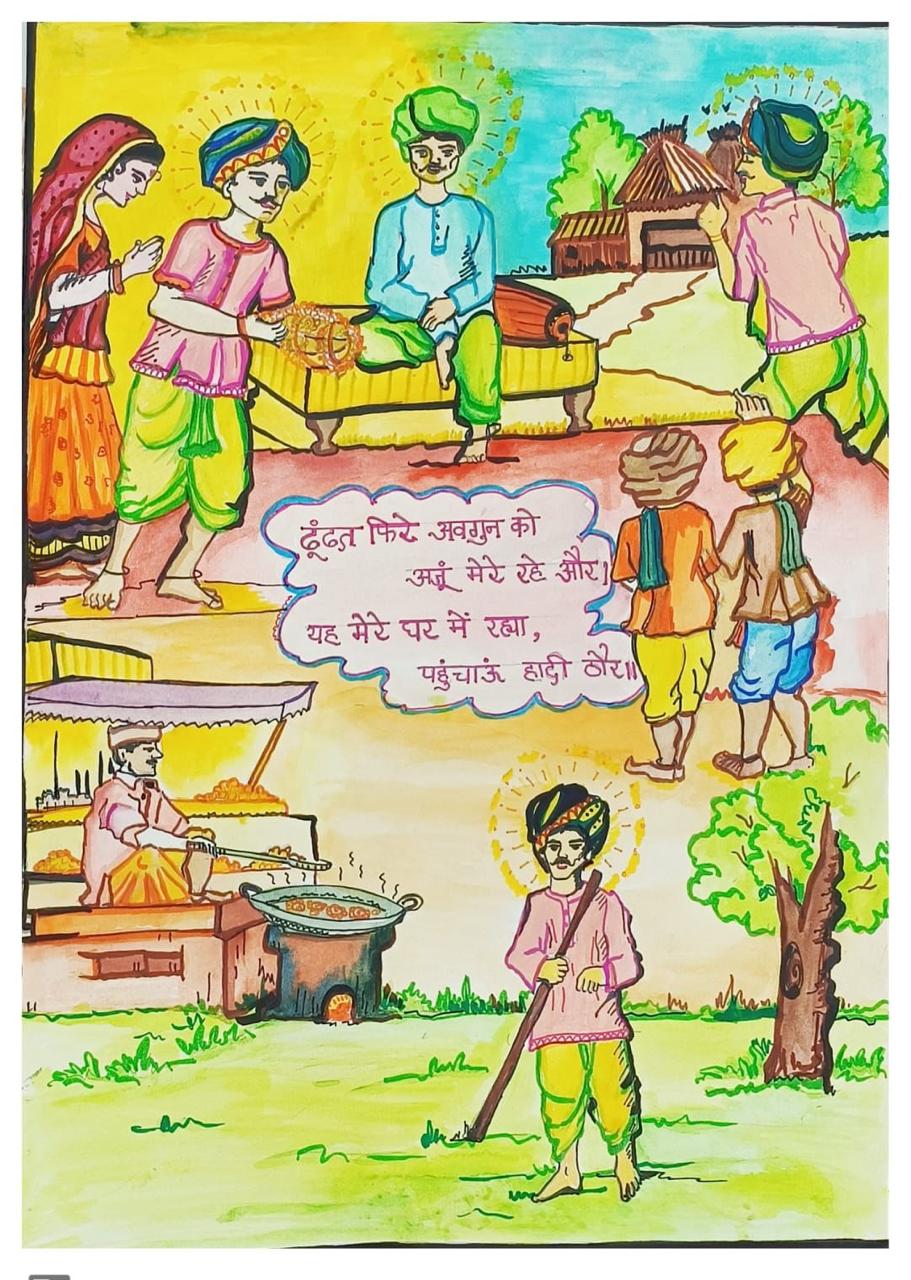 ढूंढत फिरे अवगुन को
अजूं मेरे रहे और।
यह मेरे घर में रह्या,
पहुंचाऊं हादी ठौर॥